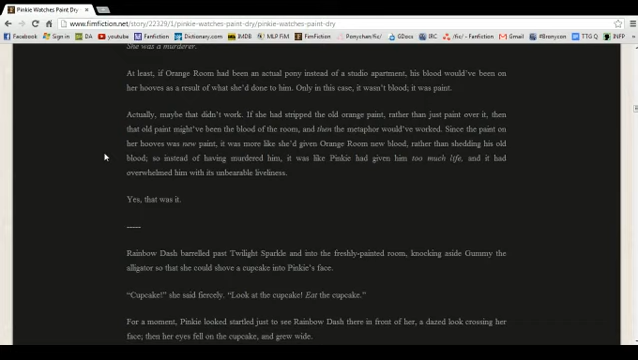 Pinkie Watches Paint Dry -
www.fimfiction.net/story/22329/1/pinkie-watches-paint-dry/pinkie-watches-paint-dry
Facebook Sign in IMDb MLP FiM FimFiction Ponychan/fic/ GDocs /fic/ #Bronyzon TTG Q FimFiction
She was a murderer.
At least, if Orange Room had been an actual pony instead of a studio apartment, his blood would've been on
her hooves as a result of what she'd done to him. Only in this case, it wasn't blood; it was paint.
Actually, maybe that didn't work. If she had stripped the old orange paint, rather than just paint over it, then
that old paint might've been the blood of the room, and then the metaphor would've worked. Since the paint on
her hooves was new paint, it was more like she'd given Orange Room new blood, rather than shedding his old
blood; so instead of having murdered him, it was like Pinkie had given him too much life, and it had
overwhelmed him with its unbearable liveliness.
Yes, that was it.
-----
Rainbow Dash barrelled past Twilight Sparkle and into the freshly-painted room, knocking aside Gummy the
alligator so that she could shove a cupcake into Pinkie's face.
“Cupcake!” she said fiercely. “Look at the cupcake! Eat the cupcake.”
For a moment, Pinkie looked startled just to see Rainbow Dash there in front of her, a dazed look crossing her
face; then her eyes fell on the cupcake, and grew wide.